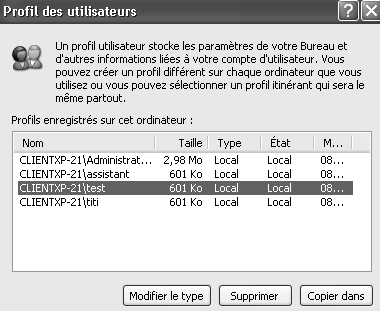 Profil des utilisateurs
Un profil utilisateur stocke les paramètres de votre Bureau et
d'autres informations liées à votre compte d'utilisateur. Vous
pouvez créer un profil différent sur chaque ordinateur que vous
utilisez ou vous pouvez sélectionner un profil itinérant qui sera le
même partout.
Profils enregistrés sur cet ordinateur :
Nom Taille Type État M...
CLIENTXP-21\Administrat... 2,98 Mo Local Local 08...
CLIENTXP-21\assistant 601 Ko Local Local 08...
CLIENTXP-21\test 601 Ko Local Local 08...
CLIENTXP-21\titi 601 Ko Local Local 08...
Modifier le type Supprimer Copier dans